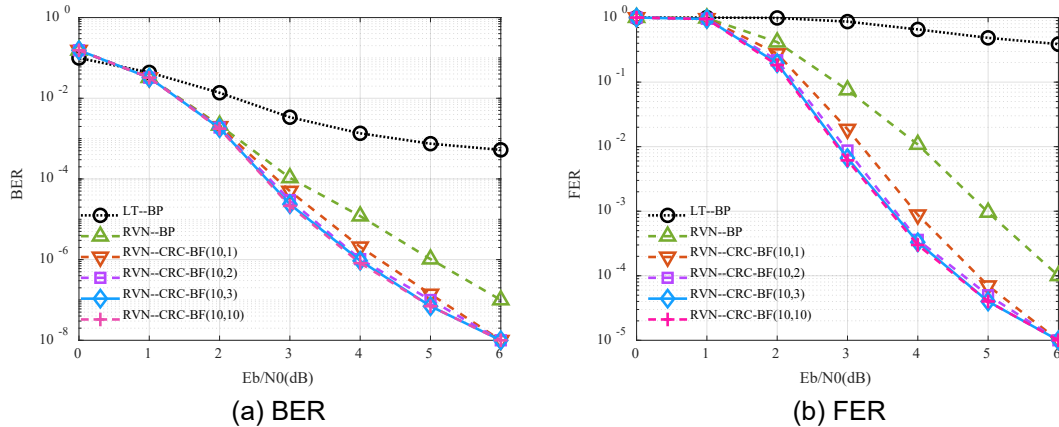 10 0
10 -2
10 -4
10 -6
10 -8
BER
LT--BP
RVN--BP
RVN--CRC-BF(10,1)
RVN--CRC-BF(10,2)
RVN--CRC-BF(10,3)
RVN--CRC-BF(10,10)
0 1 2 3 4 5 6
Eb/N0(dB)
(a) BER
10 0
10 -1
10 -2
10 -3
10 -4
10 -5
FER
LT--BP
RVN--BP
RVN--CRC-BF(10,1)
RVN--CRC-BF(10,2)
RVN--CRC-BF(10,3)
RVN--CRC-BF(10,10)
0 1 2 3 4 5 6
Eb/N0(dB)
(b) FER